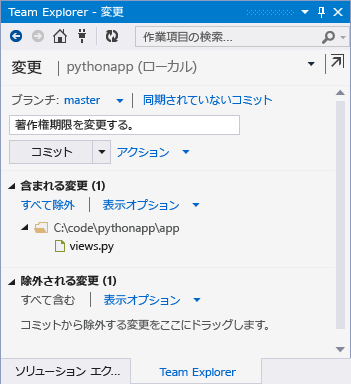 Team Explorer - 変更
作業項目の検索...
変更 | pythonapp (ローカル)
ブランチ: master | 同期されていないコミット
著作権期限を変更する。
コミット アクション
含まれる変更 (1)
すべて除外 | 表示オプション
C:\code\pythonapp\app
views.py
除外される変更 (1)
すべて含む | 表示オプション
コミットから除外する変更をここにドラッグします。
ソリューション エク... Team Explorer